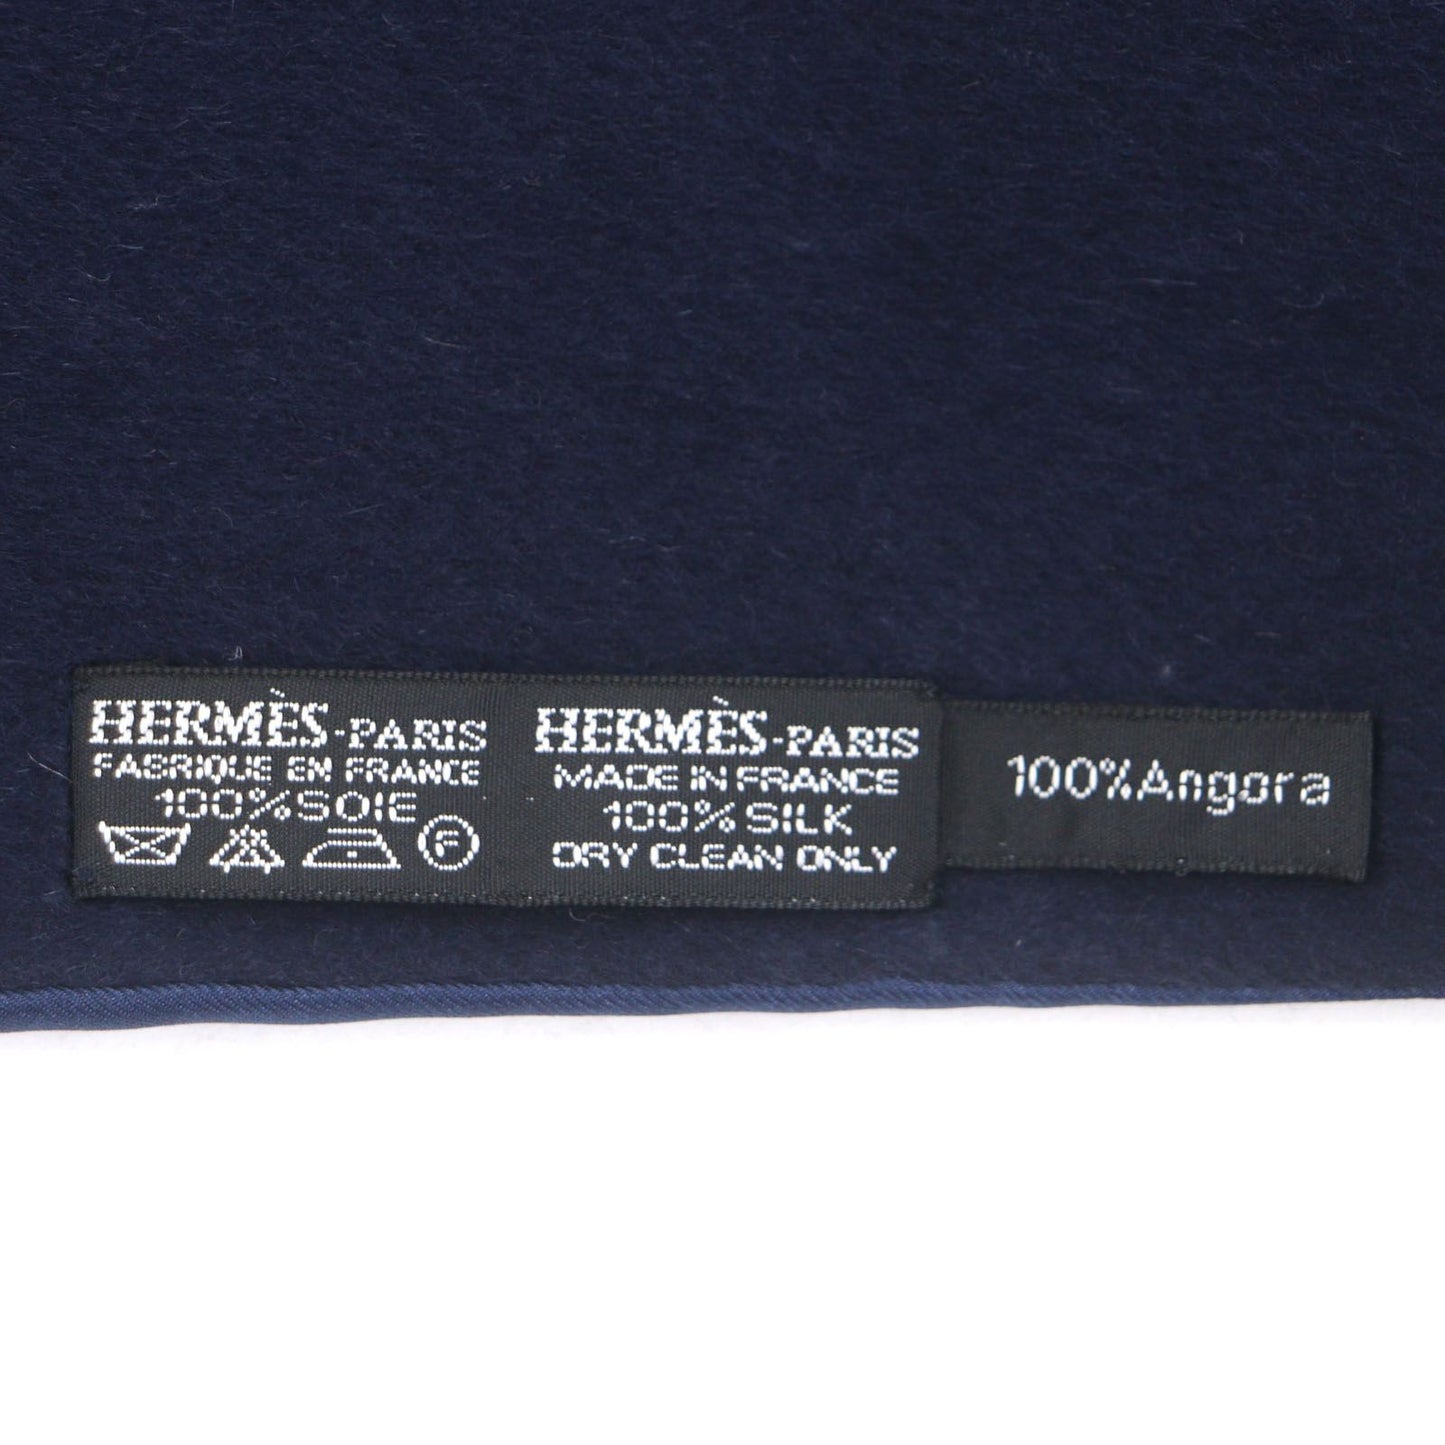 HERMÈS-PARIS
FABRIQUE EN FRANCE
100%SOIE
F
HERMÈS-PARIS
MADE IN FRANCE
100% SILK
DRY CLEAN ONLY
100%Angora